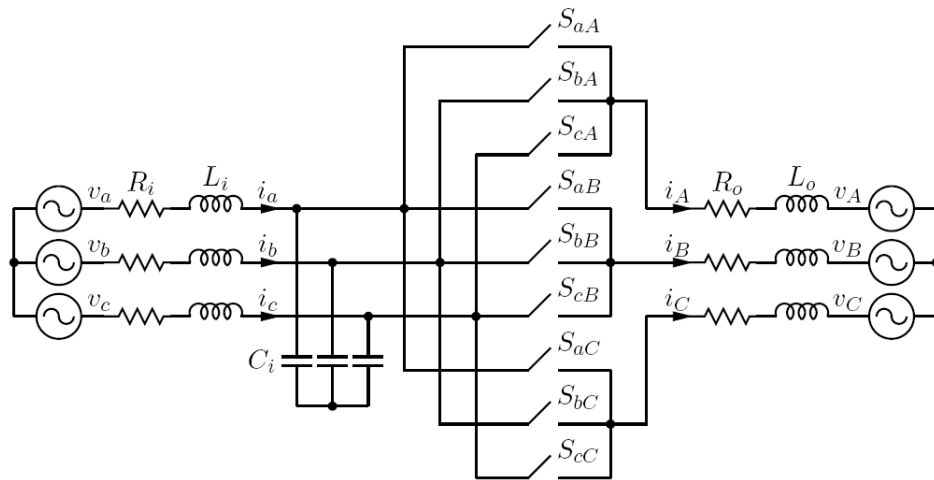 S_{aA}
S_{bA}
S_{cA}
v_a R_i L_i i_a S_{aB} i_A R_o L_o v_A
v_b i_b S_{bB} i_B v_B
v_c i_c S_{cB} i_C v_C
C_i S_{aC}
S_{bC}
S_{cC}